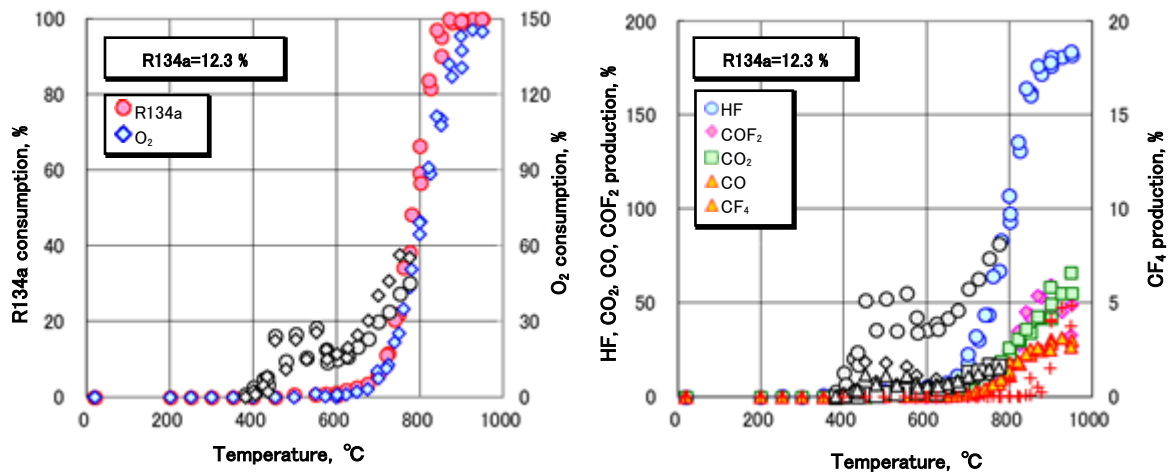 R134a=12.3 %
R134a
O₂
100
80
60
40
20
0
150
120
90
60
30
0
0 200 400 600 800 1000
R134a consumption, %
O₂ consumption, %
Temperature, ℃
R134a=12.3 %
HF
COF₂
CO₂
CO
CF₄
200
150
100
50
0
20
15
10
5
0
0 200 400 600 800 1000
HF, CO₂, CO, COF₂ production, %
CF₄ production, %
Temperature, ℃